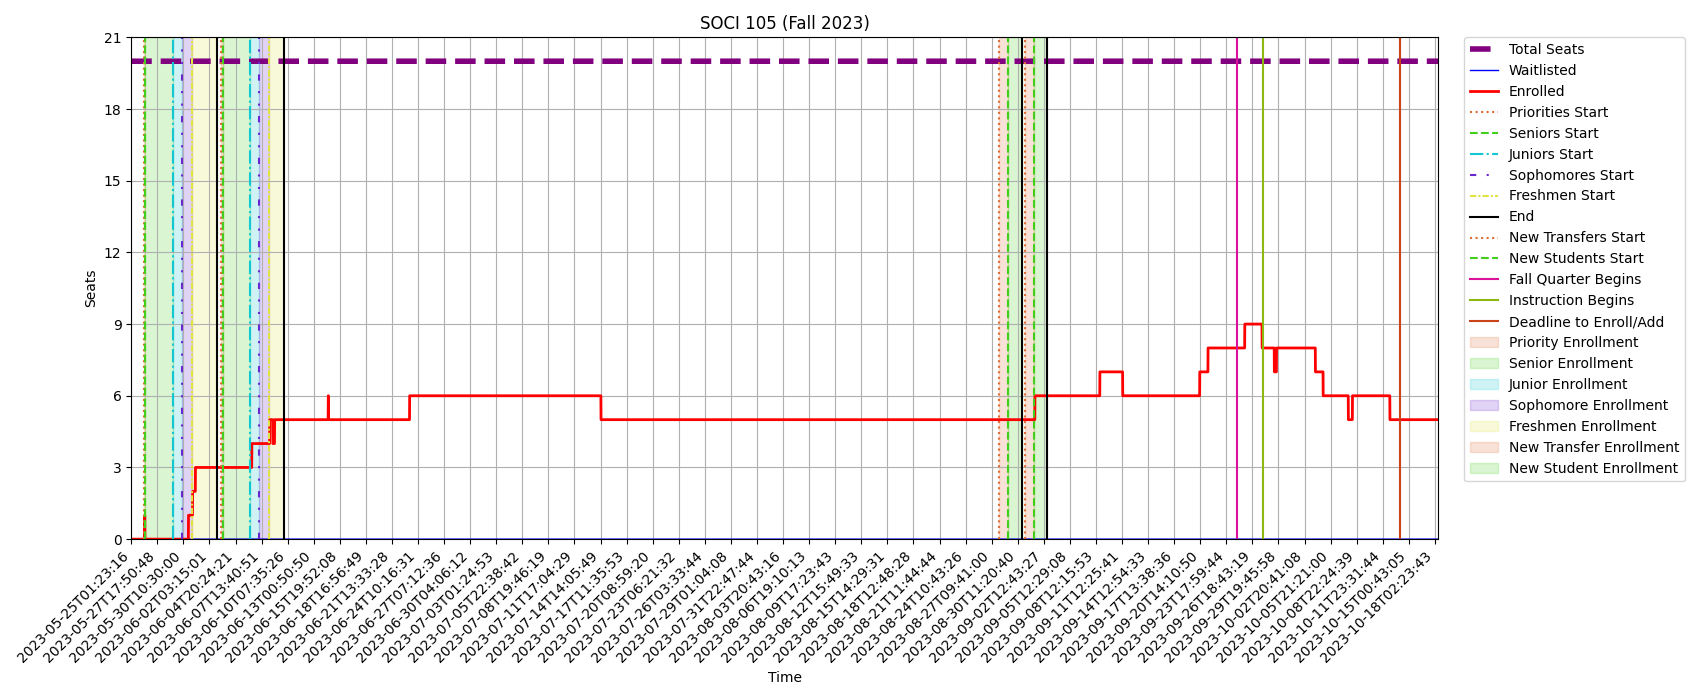 SOCI 105 (Fall 2023)
Seats
21
18
15
12
9
6
3
0
2023-05-25T01:23:16
2023-05-27T17:50:48
2023-05-30T10:30:00
2023-06-02T03:15:01
2023-06-04T20:24:21
2023-06-07T13:40:51
2023-06-10T07:35:26
2023-06-13T00:50:50
2023-06-15T19:52:08
2023-06-18T16:56:49
2023-06-21T13:33:28
2023-06-24T10:16:31
2023-06-27T07:12:36
2023-06-30T04:06:12
2023-07-03T01:24:53
2023-07-05T22:38:42
2023-07-08T19:46:19
2023-07-11T17:04:29
2023-07-14T14:05:49
2023-07-17T11:35:53
2023-07-20T08:59:20
2023-07-23T06:21:32
2023-07-26T03:33:44
2023-07-29T01:04:08
2023-07-31T22:47:44
2023-08-03T20:43:16
2023-08-06T19:10:13
2023-08-09T17:23:43
2023-08-12T15:49:33
2023-08-15T14:29:31
2023-08-18T12:48:28
2023-08-21T11:44:44
2023-08-24T10:43:26
2023-08-27T09:41:00
2023-08-30T11:20:40
2023-09-02T12:43:27
2023-09-05T12:29:08
2023-09-08T12:15:53
2023-09-11T12:25:41
2023-09-14T12:54:33
2023-09-17T13:38:36
2023-09-20T14:10:50
2023-09-23T17:59:44
2023-09-26T18:43:19
2023-09-29T19:45:58
2023-10-02T20:41:08
2023-10-05T21:21:00
2023-10-08T22:24:39
2023-10-11T23:31:44
2023-10-15T00:43:05
2023-10-18T02:23:43
Time
Total Seats
Waitlisted
Enrolled
Priorities Start
Seniors Start
Juniors Start
Sophomores Start
Freshmen Start
End
New Transfers Start
New Students Start
Fall Quarter Begins
Instruction Begins
Deadline to Enroll/Add
Priority Enrollment
Senior Enrollment
Junior Enrollment
Sophomore Enrollment
Freshmen Enrollment
New Transfer Enrollment
New Student Enrollment